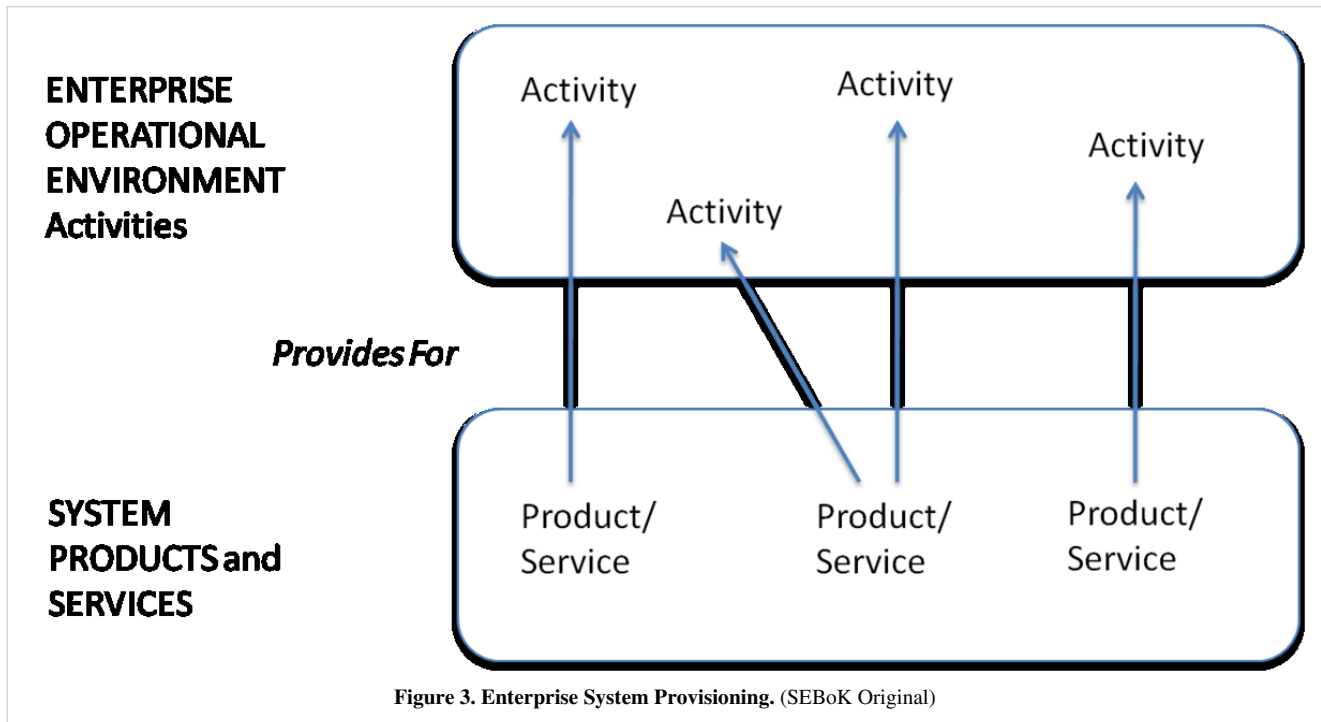 ENTERPRISE
OPERATIONAL
ENVIRONMENT
Activities
Activity
Activity
Activity
Activity
Provides For
SYSTEM
PRODUCTS and
SERVICES
Product/
Service
Product/
Service
Product/
Service
Figure 3. Enterprise System Provisioning. (SEBoK Original)